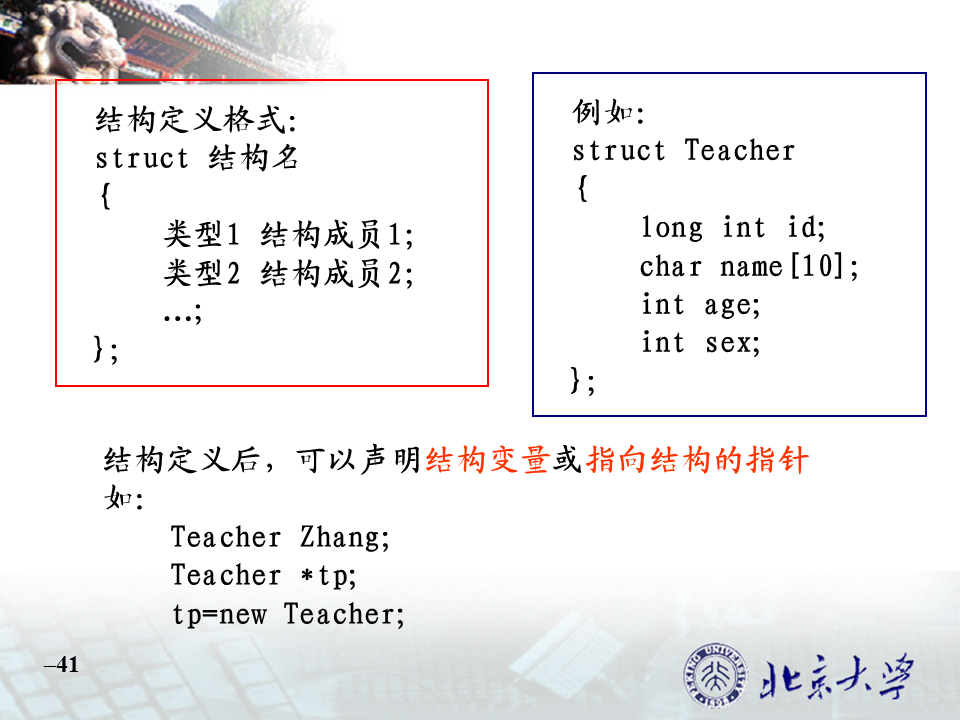 结构定义格式:
struct 结构名
{
类型1 结构成员1;
类型2 结构成员2;
...;
};
例如:
struct Teacher
{
long int id;
char name[10];
int age;
int sex;
};
结构定义后，可以声明结构变量或指向结构的指针
如:
Teacher Zhang;
Teacher *tp;
tp=new Teacher;
–41
PEKING UNIVERSITY
1898
北京大学